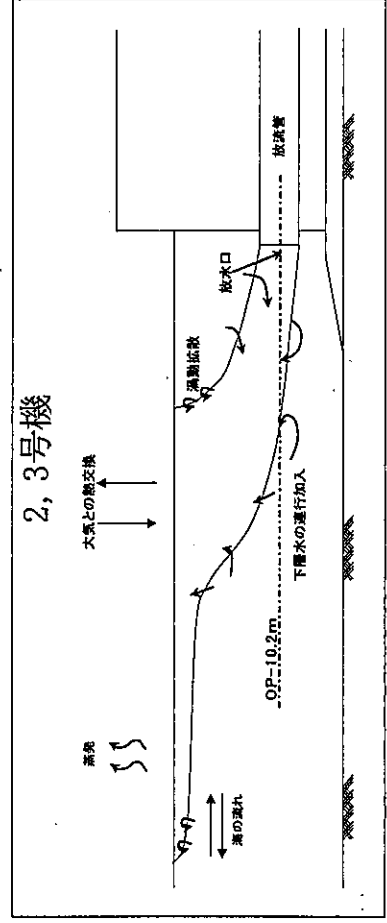 2,3号機
大気との熱交換
蒸発
渦動拡散
放水口
放流管
下層水の連行加入
OP-10.2m
潮の流れ